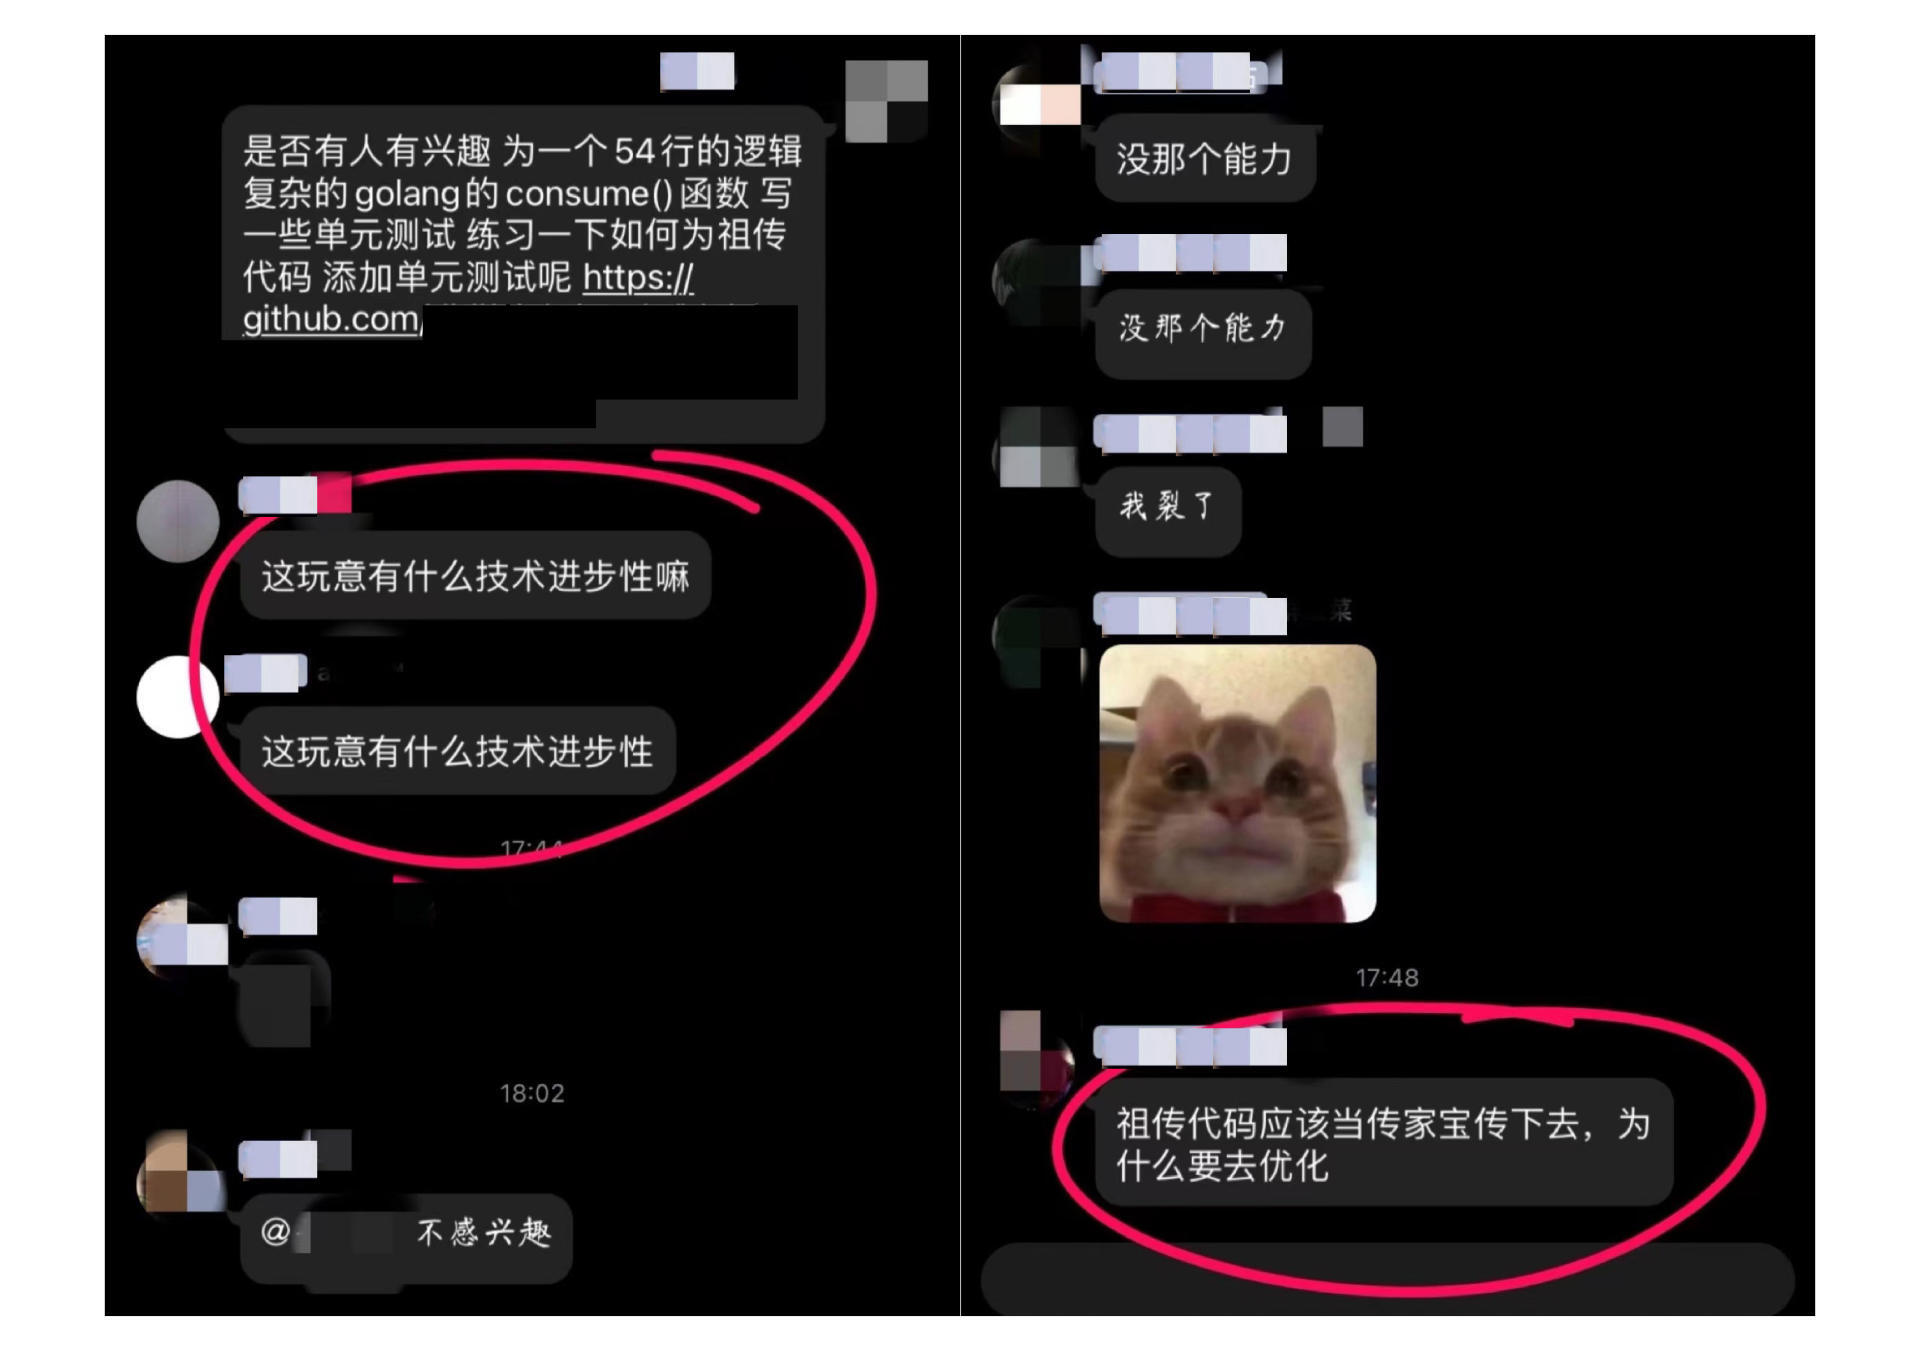 是否有人有兴趣 为一个54行的逻辑
复杂的golang的consume()函数 写
一些单元测试 练习一下如何为祖传
代码 添加单元测试呢 https://
github.com/
这玩意有什么技术进步性嘛
这玩意有什么技术进步性
17:44
18:02
@ 不感兴趣
没那个能力
没那个能力
我裂了
菜
17:48
祖传代码应该当传家宝传下去，为
什么要去优化